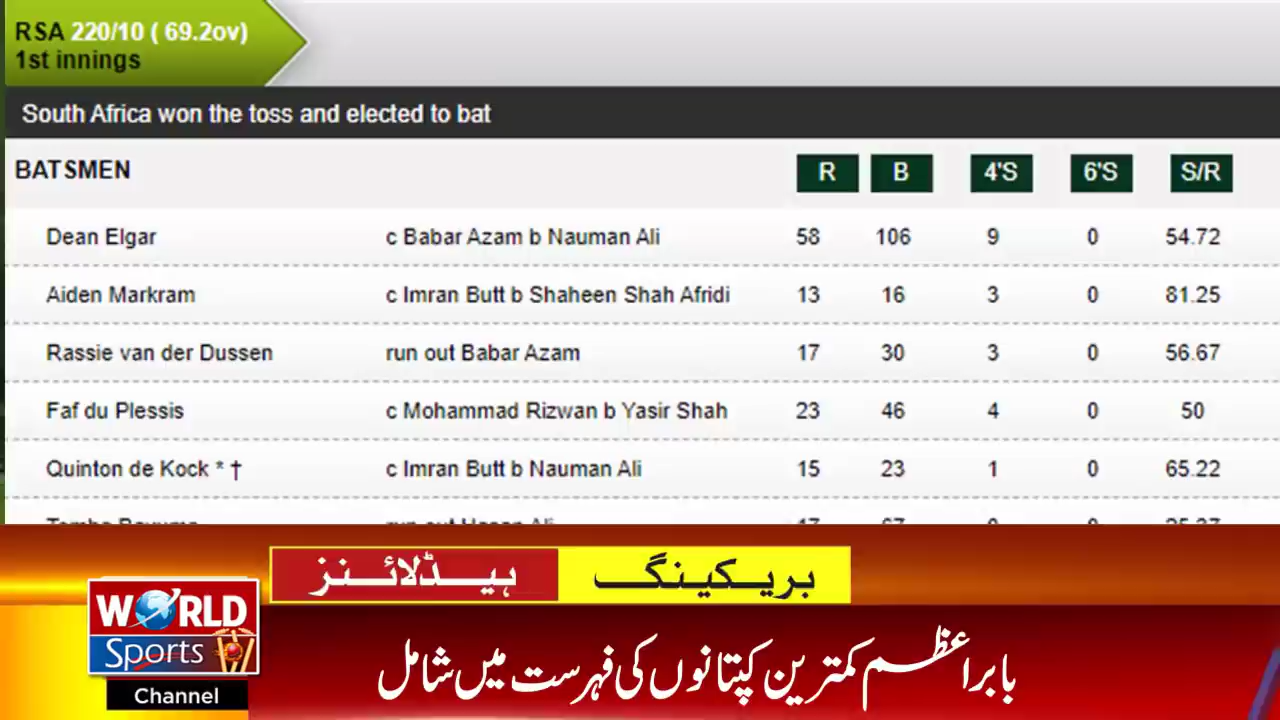 RSA 220/10 ( 69.2ov)
1st innings
South Africa won the toss and elected to bat
BATSMEN R B 4'S 6'S S/R
Dean Elgar c Babar Azam b Nauman Ali 58 106 9 0 54.72
Aiden Markram c Imran Butt b Shaheen Shah Afridi 13 16 3 0 81.25
Rassie van der Dussen run out Babar Azam 17 30 3 0 56.67
Faf du Plessis c Mohammad Rizwan b Yasir Shah 23 46 4 0 50
Quinton de Kock * † c Imran Butt b Nauman Ali 15 23 1 0 65.22
بریکینگ ہیڈلائنز
بابراعظم کمترین کپتانوں کی فہرست میں شامل
WORLD
Sports
Channel